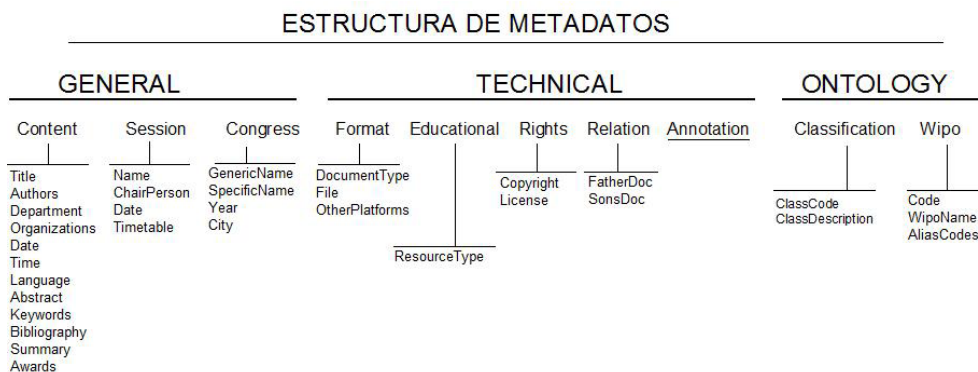 ESTRUCTURA DE METADATOS
GENERAL
TECHNICAL
ONTOLOGY
Content
Session
Congress
Format
Educational
Rights
Relation
Annotation
Classification
Wipo
Title
Authors
Department
Organizations
Date
Time
Language
Abstract
Keywords
Bibliography
Summary
Awards
Name
ChairPerson
Date
Timetable
GenericName
SpecificName
Year
City
DocumentType
File
OtherPlatforms
ResourceType
Copyright
License
FatherDoc
SonsDoc
ClassCode
ClassDescription
Code
WipoName
AliasCodes